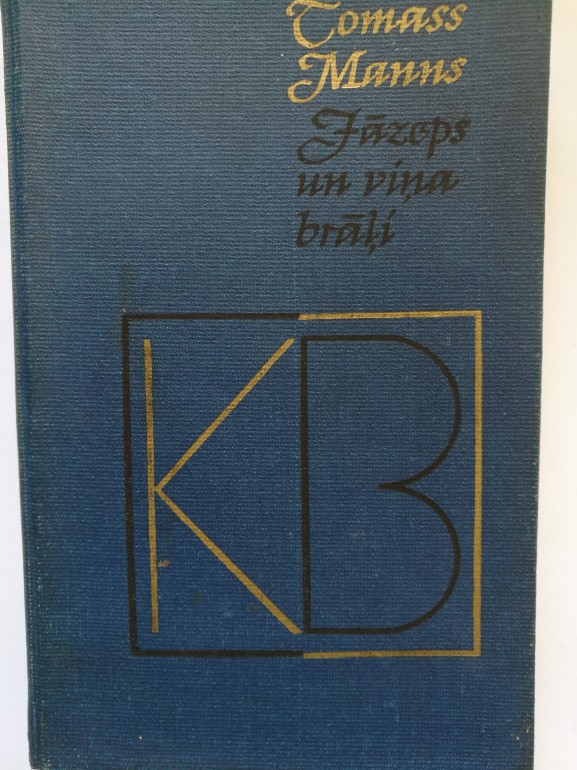 Tomass
Manns
Jāzeps
un viņa
brāļi
KB